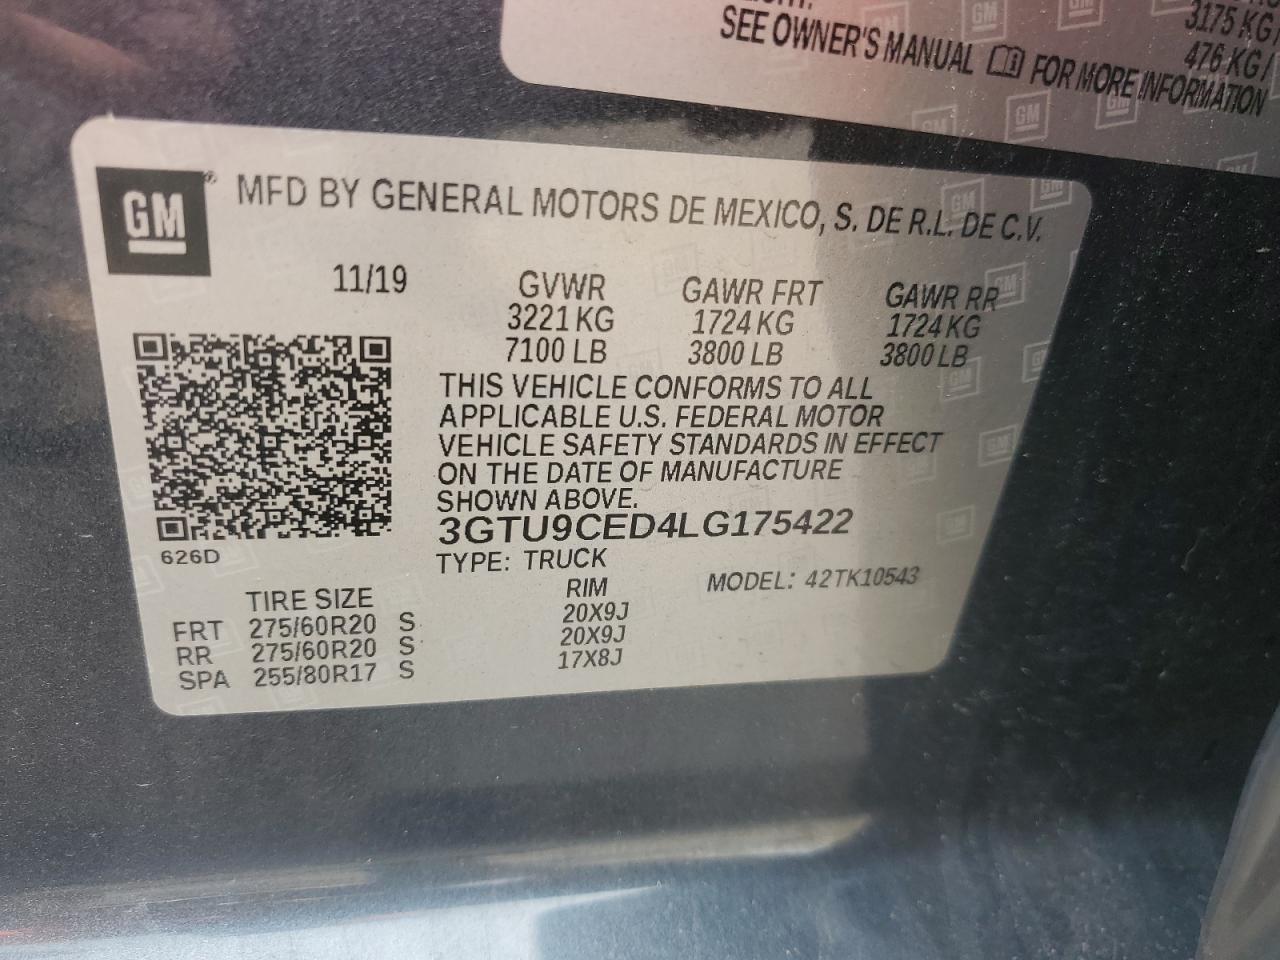 3175 KG/
476 KG/
SEE OWNER'S MANUAL FOR MORE INFORMATION
GM ® MFD BY GENERAL MOTORS DE MEXICO, S. DE R.L. DE C.V.
11/19 GVWR GAWR FRT GAWR RR
3221 KG 1724 KG 1724 KG
7100 LB 3800 LB 3800 LB
THIS VEHICLE CONFORMS TO ALL
APPLICABLE U.S. FEDERAL MOTOR
VEHICLE SAFETY STANDARDS IN EFFECT
ON THE DATE OF MANUFACTURE
SHOWN ABOVE.
3GTU9CED4LG175422
626D
TYPE: TRUCK
MODEL: 42TK10543
TIRE SIZE RIM
FRT 275/60R20 S 20X9J
RR 275/60R20 S 20X9J
SPA 255/80R17 S 17X8J